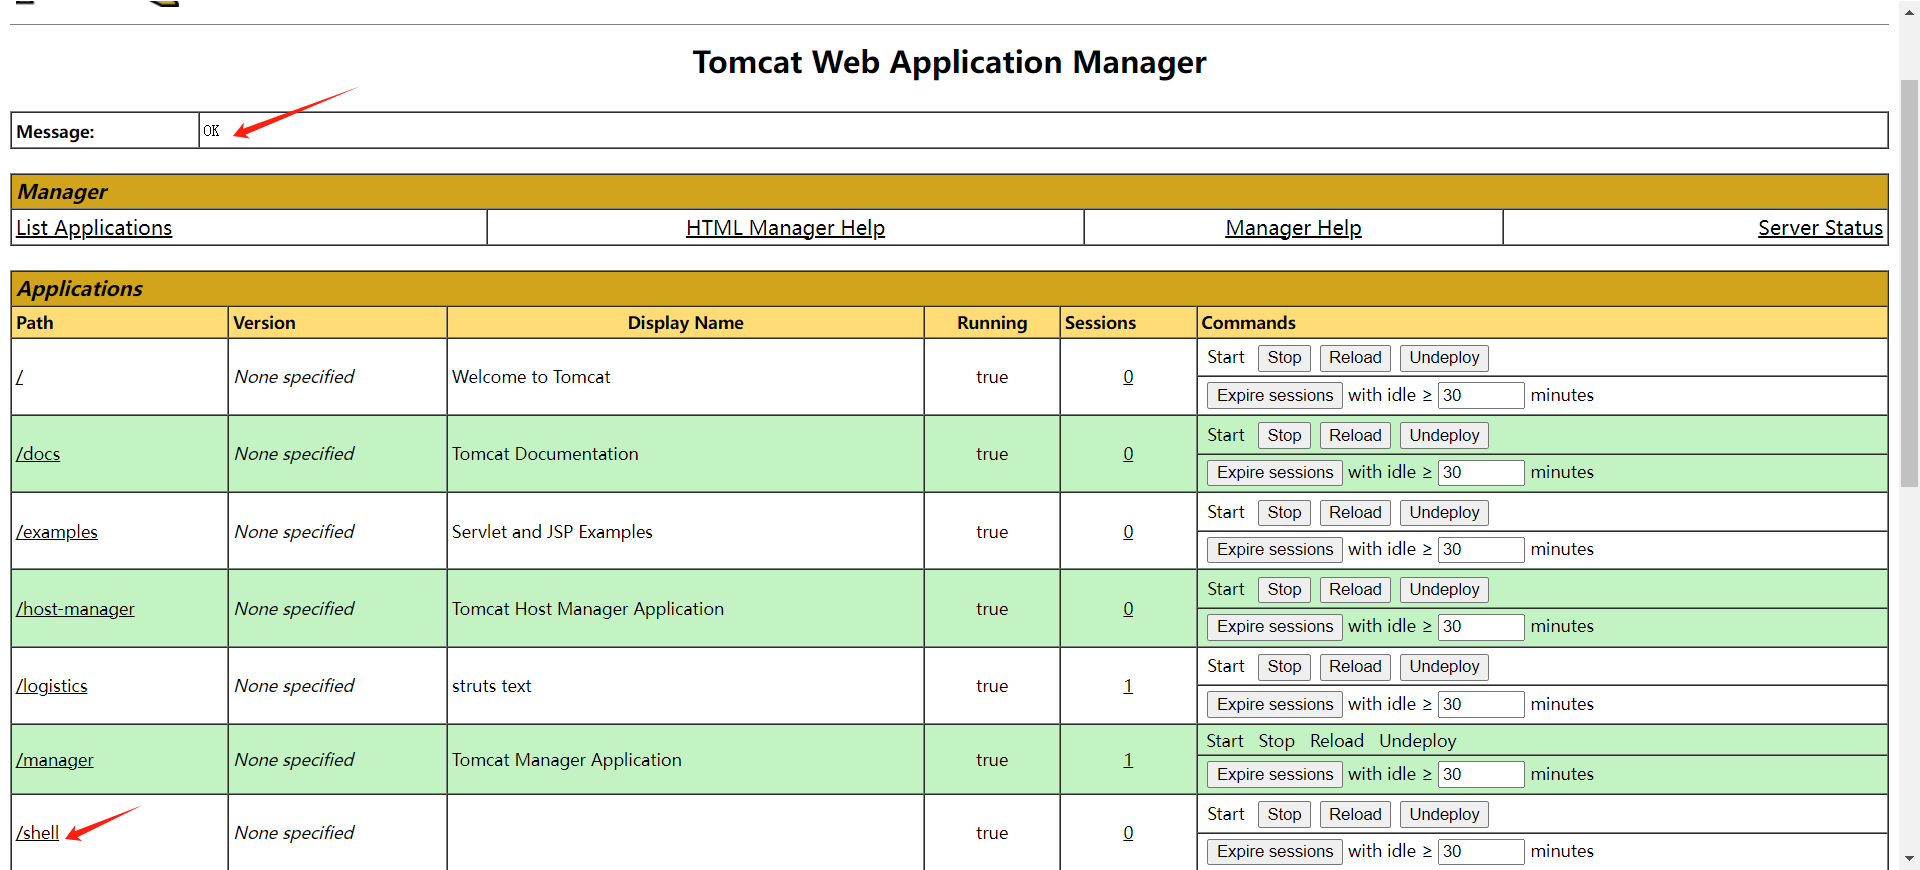 Tomcat Web Application Manager
Message: OK
Manager
List Applications HTML Manager Help Manager Help Server Status
Applications
Path Version Display Name Running Sessions Commands
/ None specified Welcome to Tomcat true 0 Start Stop Reload Undeploy
Expire sessions with idle ≥ 30 minutes
/docs None specified Tomcat Documentation true 0 Start Stop Reload Undeploy
Expire sessions with idle ≥ 30 minutes
/examples None specified Servlet and JSP Examples true 0 Start Stop Reload Undeploy
Expire sessions with idle ≥ 30 minutes
/host-manager None specified Tomcat Host Manager Application true 0 Start Stop Reload Undeploy
Expire sessions with idle ≥ 30 minutes
/logistics None specified struts text true 1 Start Stop Reload Undeploy
Expire sessions with idle ≥ 30 minutes
/manager None specified Tomcat Manager Application true 1 Start Stop Reload Undeploy
Expire sessions with idle ≥ 30 minutes
/shell None specified true 0 Start Stop Reload Undeploy
Expire sessions with idle ≥ 30 minutes